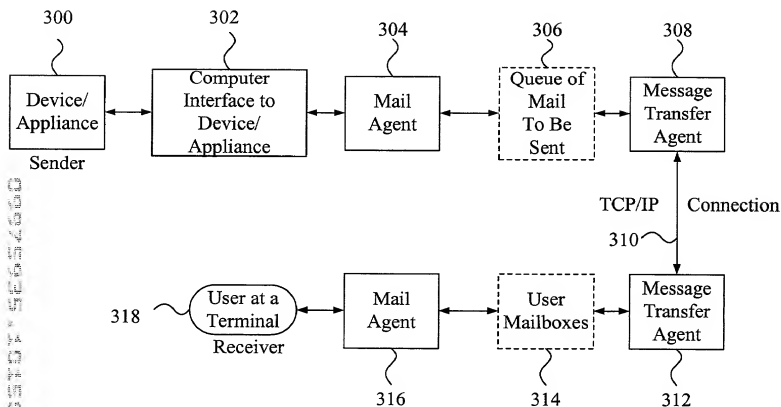 300
302
304
306
308
Device/
Appliance
Sender
Computer
Interface to
Device/
Appliance
Mail
Agent
Queue of
Mail
To Be
Sent
Message
Transfer
Agent
TCP/IP Connection
310
318
User at a
Terminal
Receiver
Mail
Agent
User
Mailboxes
Message
Transfer
Agent
316
314
312